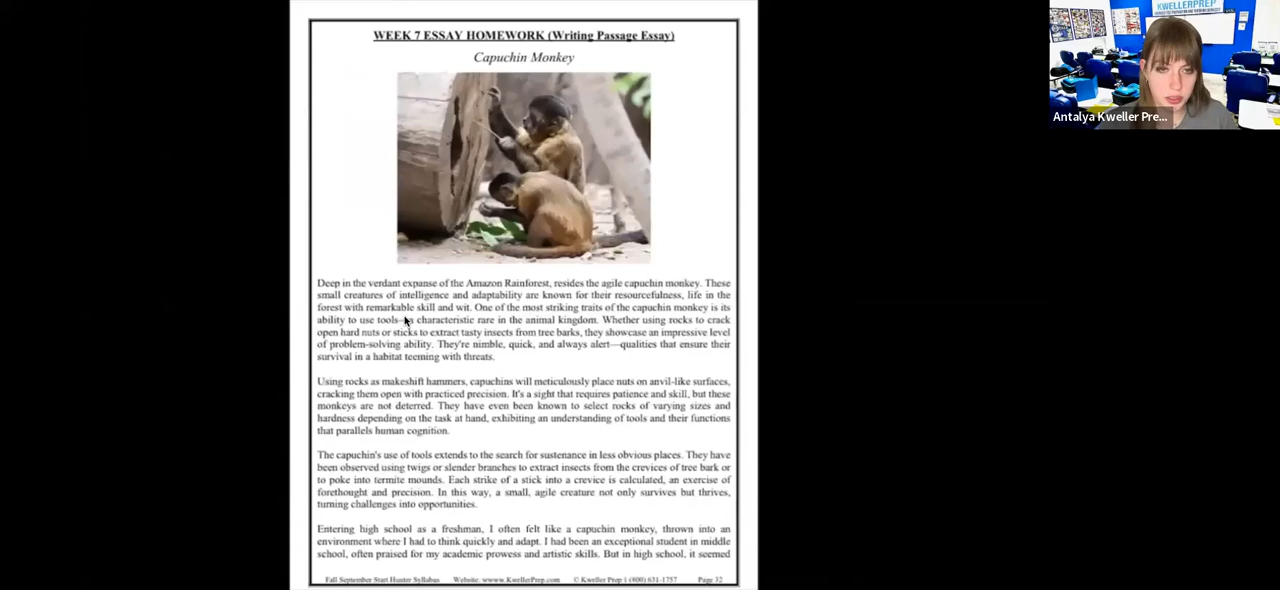 WEEK 7 ESSAY HOMEWORK (Writing Passage Essay)
Capuchin Monkey
Deep in the verdant expanse of the Amazon Rainforest, resides the agile capuchin monkey. These
small creatures of intelligence and adaptability are known for their resourcefulness, life in the
forest with remarkable skill and wit. One of the most striking traits of the capuchin monkey is its
ability to use tools—a characteristic rare in the animal kingdom. Whether using rocks to crack
open hard nuts or sticks to extract tasty insects from tree barks, they showcase an impressive level
of problem-solving ability. They're nimble, quick, and always alert—qualities that ensure their
survival in a habitat teeming with threats.
Using rocks as makeshift hammers, capuchins will meticulously place nuts on anvil-like surfaces,
cracking them open with practiced precision. It's a sight that requires patience and skill, but these
monkeys are not deterred. They have even been known to select rocks of varying sizes and
hardness depending on the task at hand, exhibiting an understanding of tools and their functions
that parallels human cognition.
The capuchin's use of tools extends to the search for sustenance in less obvious places. They have
been observed using twigs or slender branches to extract insects from the crevices of tree bark or
to poke into termite mounds. Each strike of a stick into a crevice is calculated, an exercise of
forethought and precision. In this way, a small, agile creature not only survives but thrives,
turning challenges into opportunities.
Entering high school as a freshman, I often felt like a capuchin monkey, thrown into an
environment where I had to think quickly and adapt. I had been an exceptional student in middle
school, often praised for my academic prowess and artistic skills. But in high school, it seemed
Fall September Start Hunter Syllabus Website: www.KwellerPrep.com © Kweller Prep 1 (800) 631-1757 Page 32
KWELLERPREP
Antalya Kweller Pre...